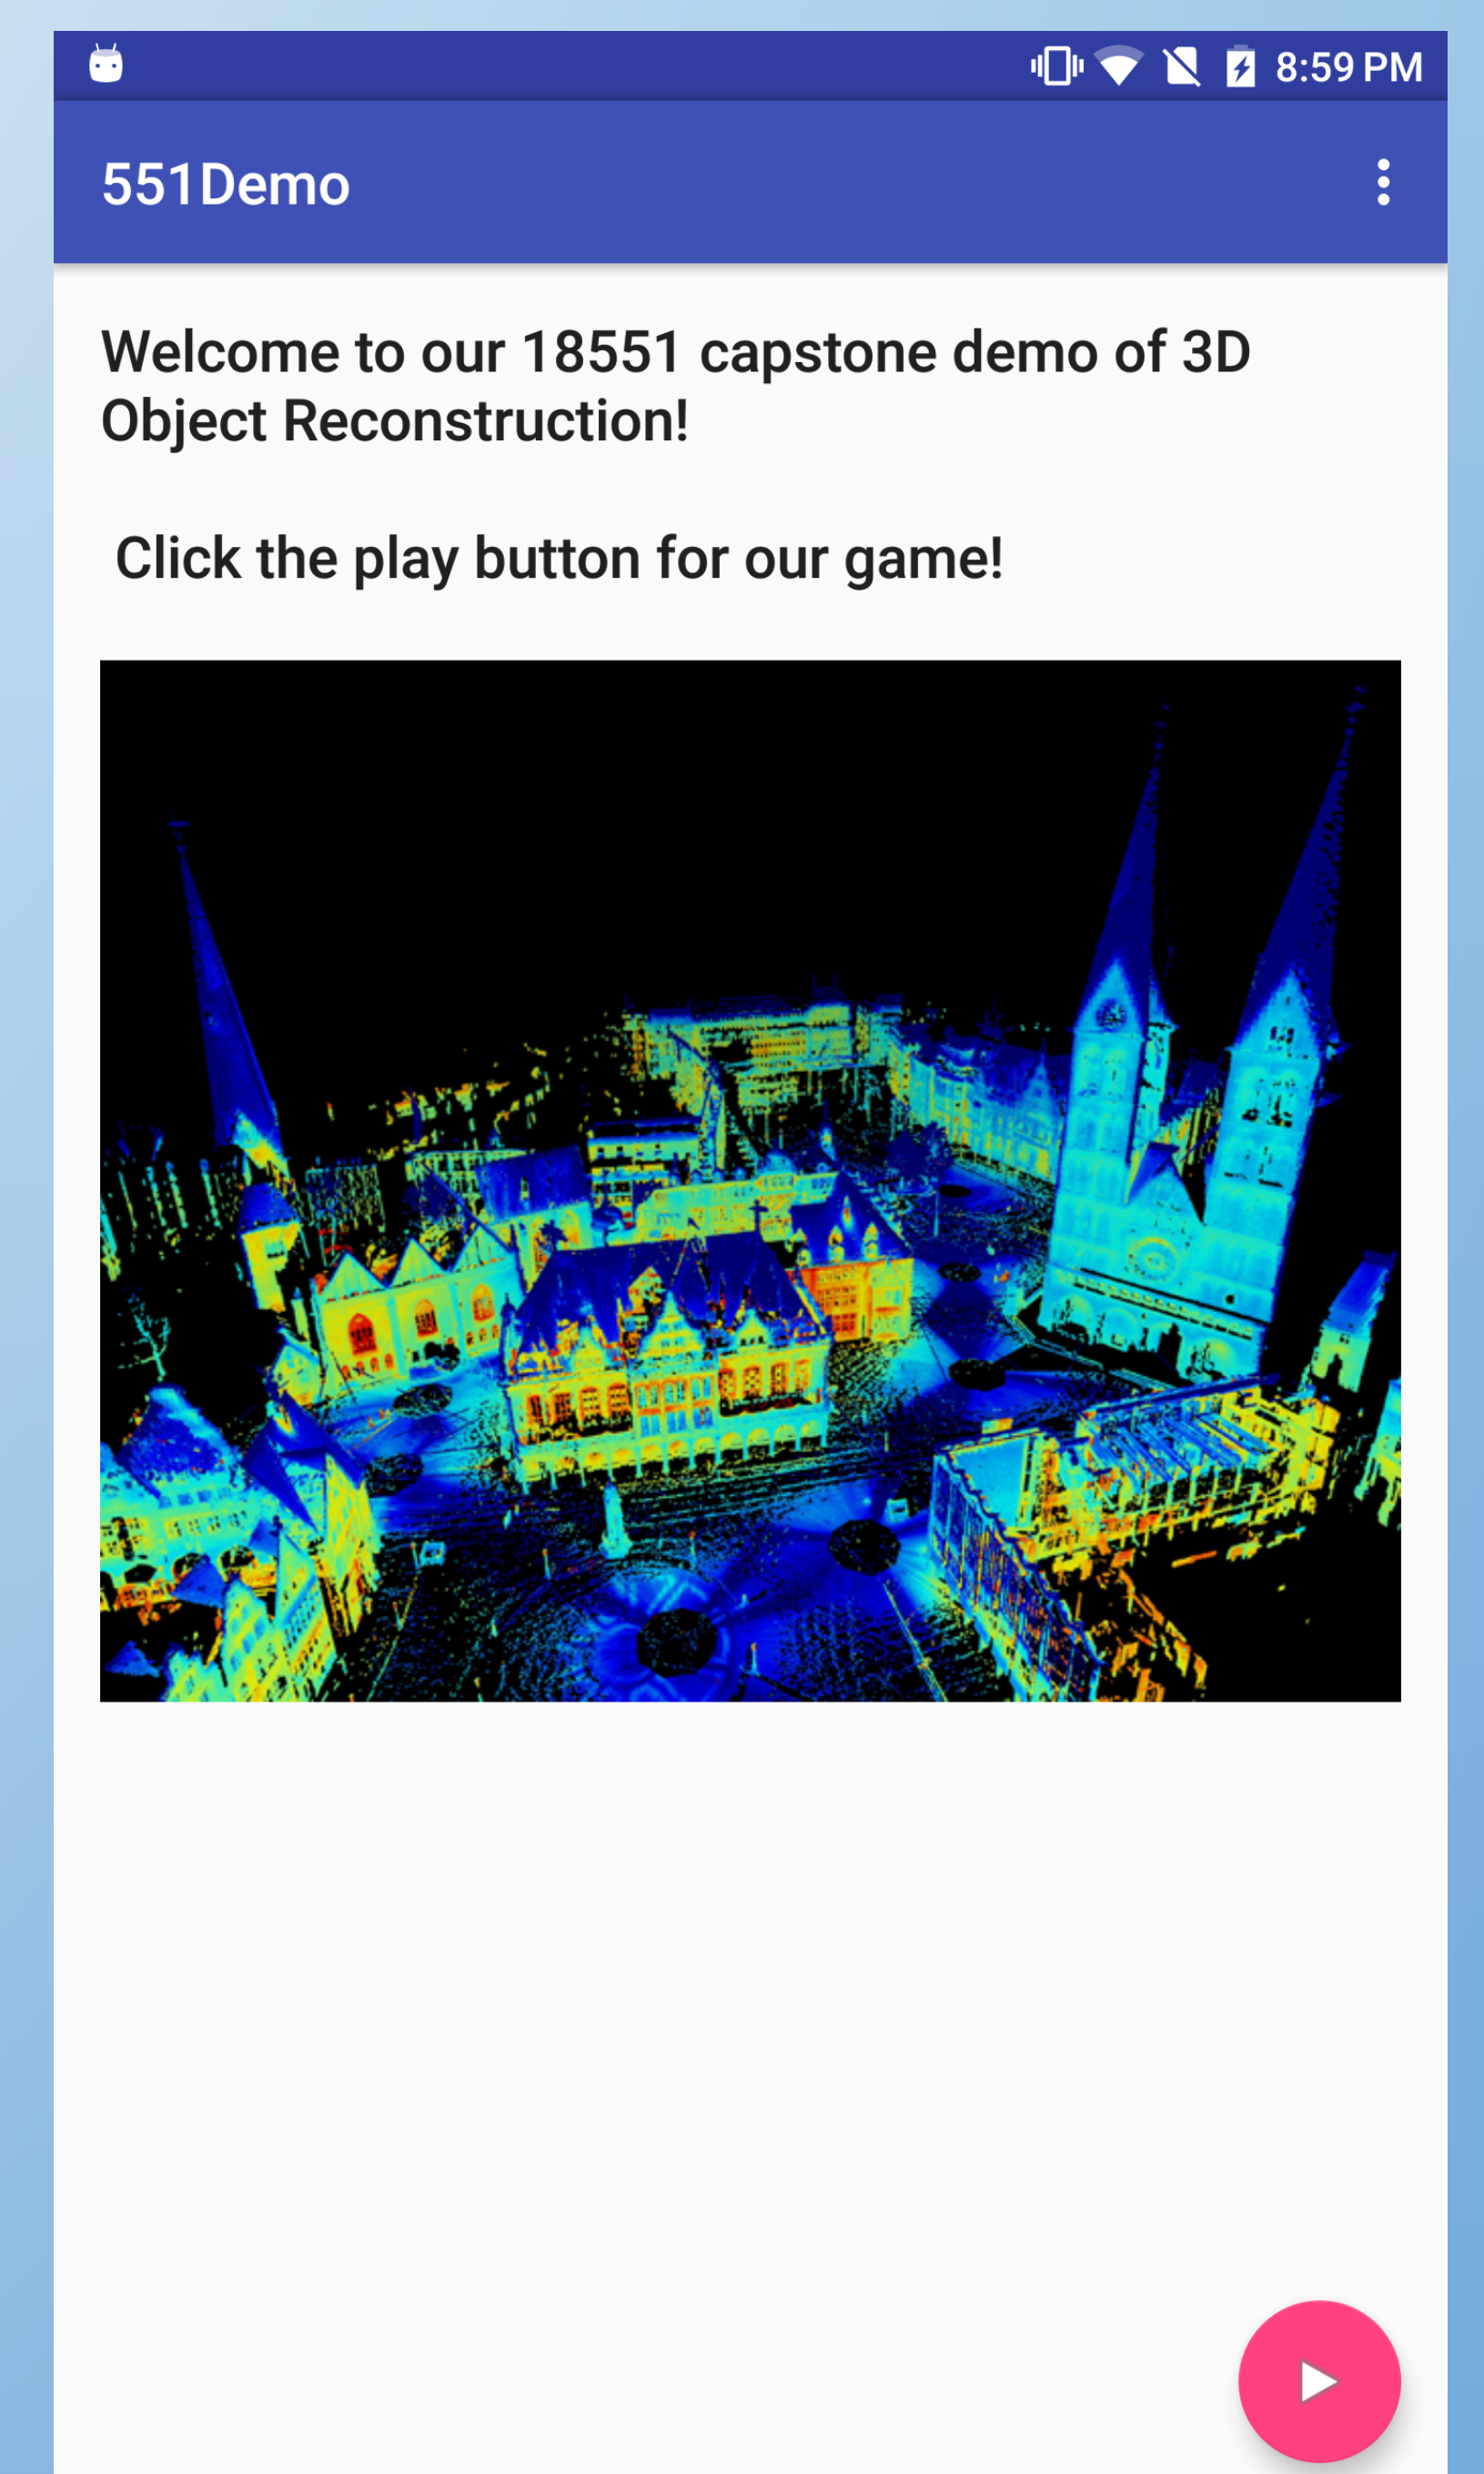 8:59 PM
551Demo
Welcome to our 18551 capstone demo of 3D
Object Reconstruction!
Click the play button for our game!